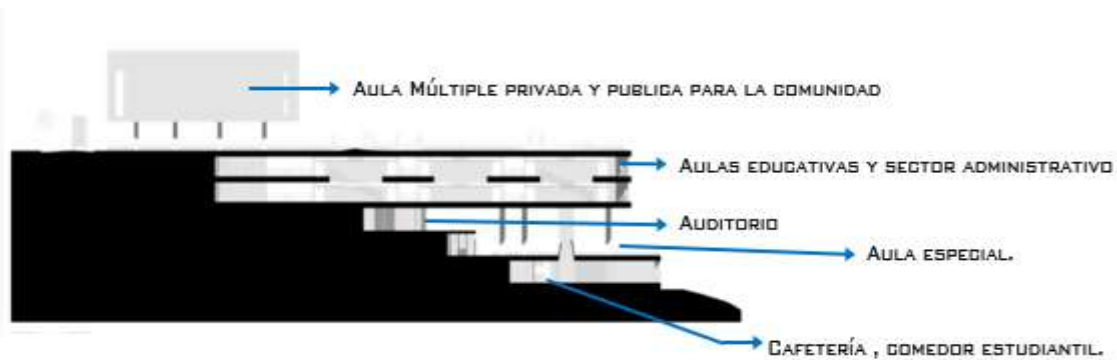 AULA MÚLTIPLE PRIVADA Y PUBLICA PARA LA COMUNIDAD
AULAS EDUCATIVAS Y SECTOR ADMINISTRATIVO
AUDITORIO
AULA ESPECIAL.
CAFETERÍA , COMEDOR ESTUDIANTIL.